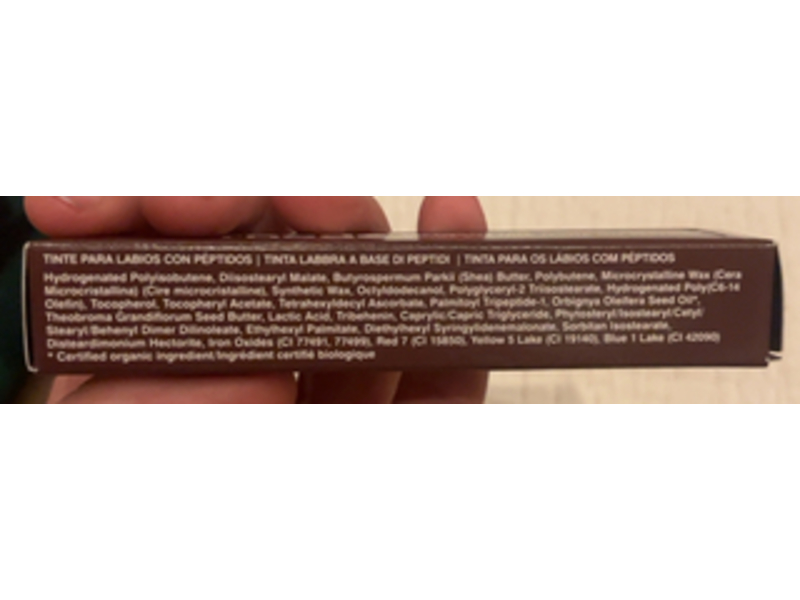 TINTE PARA LABIOS CON PÉPTIDOS | TINTA LABBRA A BASE DI PEPTIDI | TINTA PARA OS LÁBIOS COM PÉPTIDOS
Hydrogenated Polyisobutene, Diisostearyl Malate, Butyrospermum Parkii (Shea) Butter, Polybutene, Microcrystalline Wax (Cera
Microcristallina) (Cire microcristalline), Synthetic Wax, Octyldodecanol, Polyglyceryl-2 Triisostearate, Hydrogenated Poly(C6-14
Olefin), Tocopherol, Tocopheryl Acetate, Tetrahexyldecyl Ascorbate, Palmitoyl Tripeptide-1, Orbignya Oleifera Seed Oil*,
Theobroma Grandiflorum Seed Butter, Lactic Acid, Tribehenin, Caprylic/Capric Triglyceride, Phytosteryl/Isostearyl/Cetyl/
Stearyl/Behenyl Dimer Dilinoleate, Ethylhexyl Palmitate, Diethylhexyl Syringylidenemalonate, Sorbitan Isostearate,
Disteardimonium Hectorite, Iron Oxides (CI 77491, 77499), Red 7 (CI 15850), Yellow 5 Lake (CI 19140), Blue 1 Lake (CI 42090)
* Certified organic ingredient/Ingrédient certifié biologique